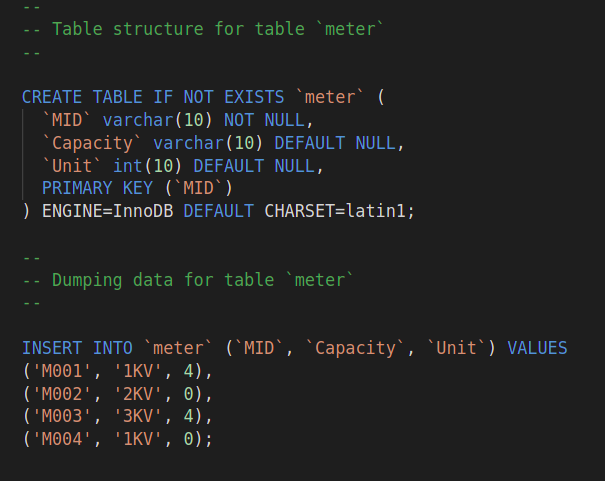 --
-- Table structure for table `meter`
--
CREATE TABLE IF NOT EXISTS `meter` (
`MID` varchar(10) NOT NULL,
`Capacity` varchar(10) DEFAULT NULL,
`Unit` int(10) DEFAULT NULL,
PRIMARY KEY (`MID`)
) ENGINE=InnoDB DEFAULT CHARSET=latin1;
--
-- Dumping data for table `meter`
--
INSERT INTO `meter` (`MID`, `Capacity`, `Unit`) VALUES
('M001', '1KV', 4),
('M002', '2KV', 0),
('M003', '3KV', 4),
('M004', '1KV', 0);